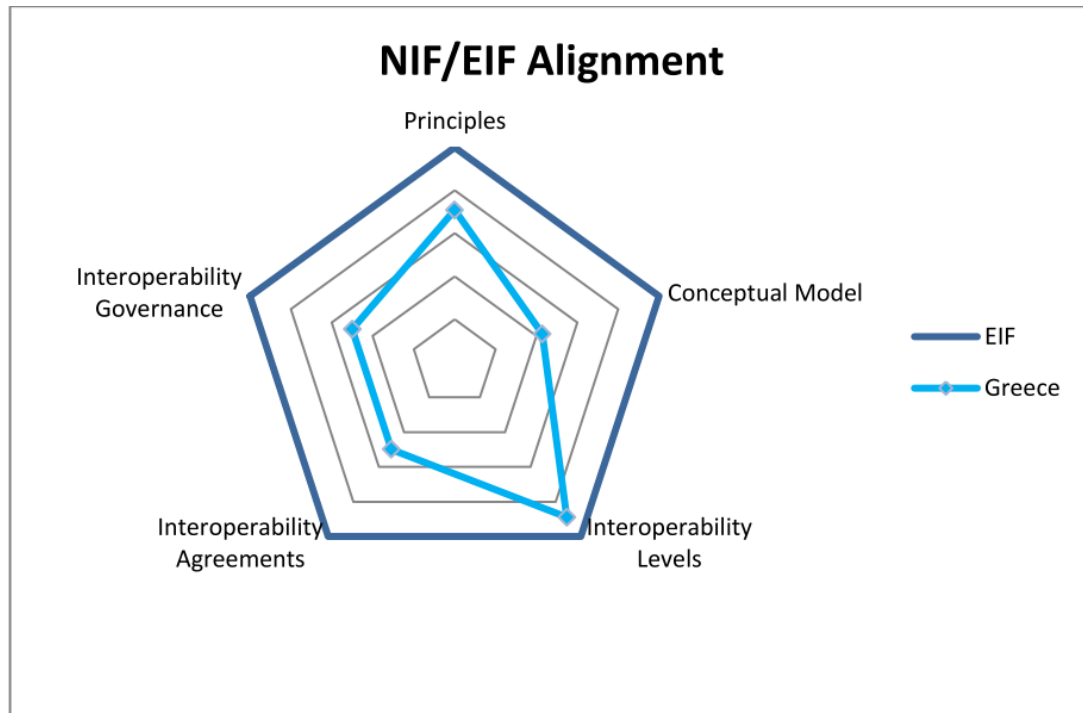 NIF/EIF Alignment
Principles
Interoperability
Governance
Conceptual Model
EIF
Greece
Interoperability
Agreements
Interoperability
Levels